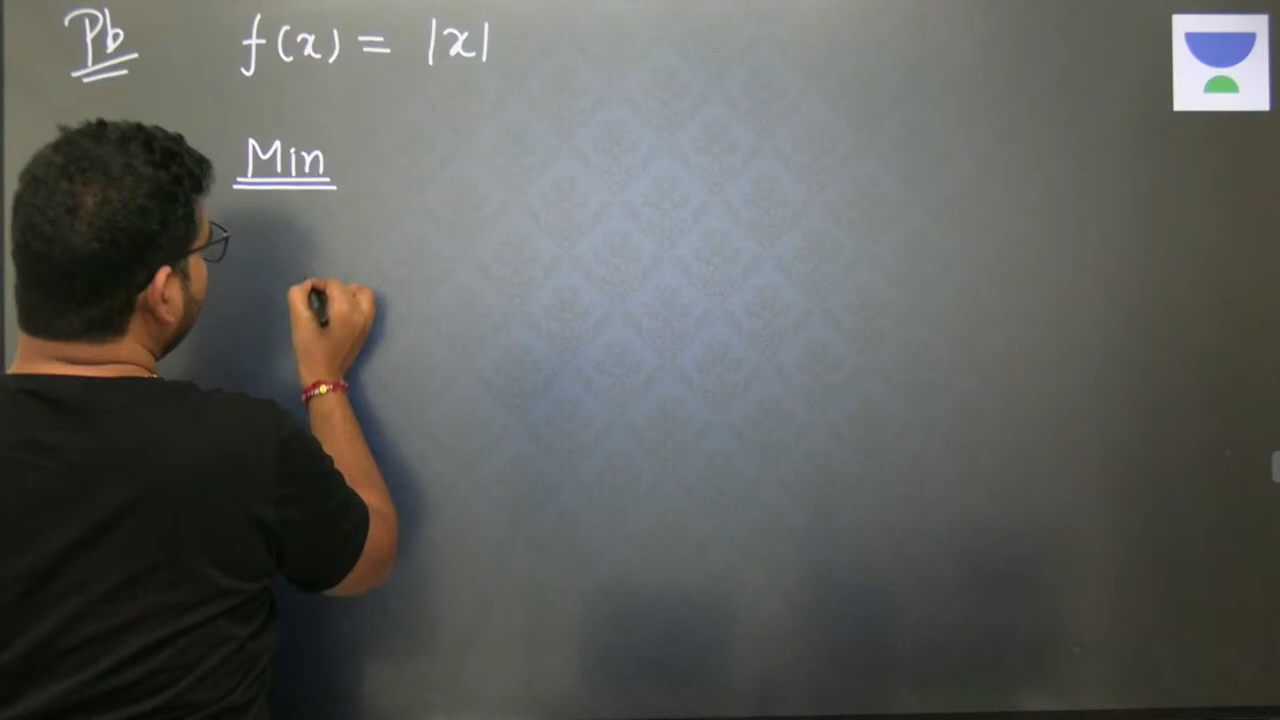 Pb f(x) = |x|
Min